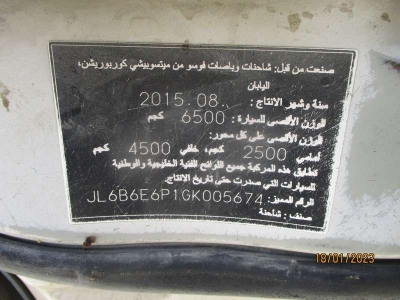 صنعت من قبل: شاحنات وباصات فوسو من ميتسوبيشي كوربوريشن،
اليابان
سنة وشهر الانتاج: 2015.08.
الوزن الأقصى للسيارة : 6500 كجم
الوزن الأقصى على كل محور:
أمامي 2500 كجم، خلفي 4500 كجم
تطابق هذه المركبة جميع اللوائح الفنية الخليجية والوطنية
للسيارات التي صدرت حتى تاريخ الإنتاج.
الرقم المميز: JL6B6E6P1GK005674
صنف : شاحنة
18/01/2023